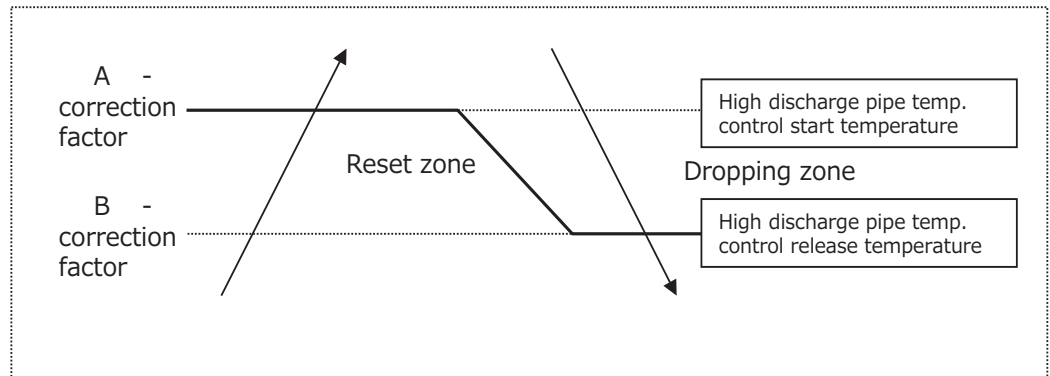 A -
correction
factor
High discharge pipe temp.
control start temperature
Reset zone
Dropping zone
B -
correction
factor
High discharge pipe temp.
control release temperature